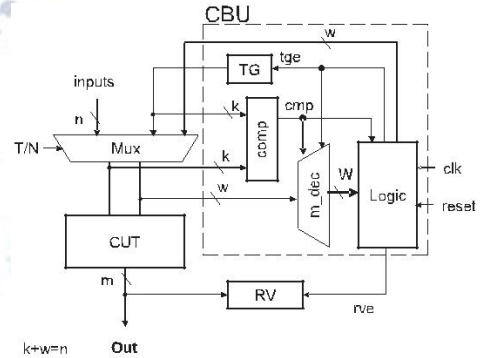 CBU
w
tge
TG
inputs
n
k
cmp
comp
T/N
Mux
k
w
m_dec
W
Logic
clk
reset
CUT
m
RV
rve
k+w=n
Out